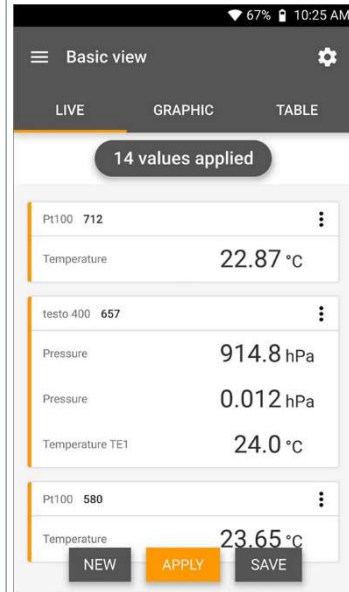 67% 10:25 AM
Basic view
LIVE GRAPHIC TABLE
14 values applied
Pt100 712
Temperature 22.87 °C
testo 400 657
Pressure 914.8 hPa
Pressure 0.012 hPa
Temperature TE1 24.0 °C
Pt100 580
Temperature 23.65 °C
NEW APPLY SAVE